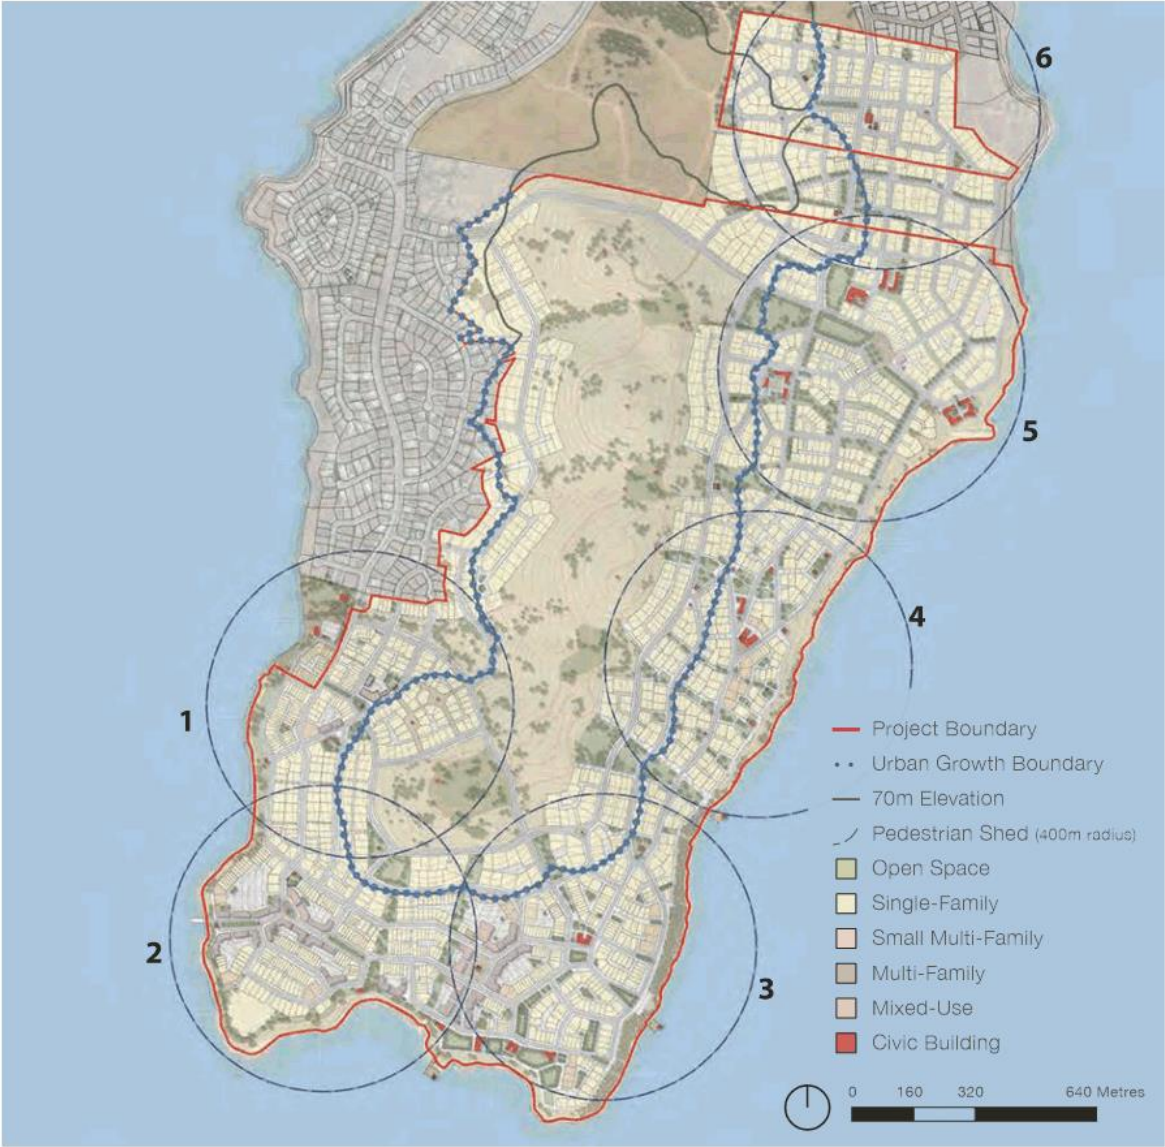 6
5
4
1
Project Boundary
Urban Growth Boundary
70m Elevation
Pedestrian Shed (400m radius)
Open Space
Single-Family
2
Small Multi-Family
3
Multi-Family
Mixed-Use
Civic Building
0 160 320 640 Metres